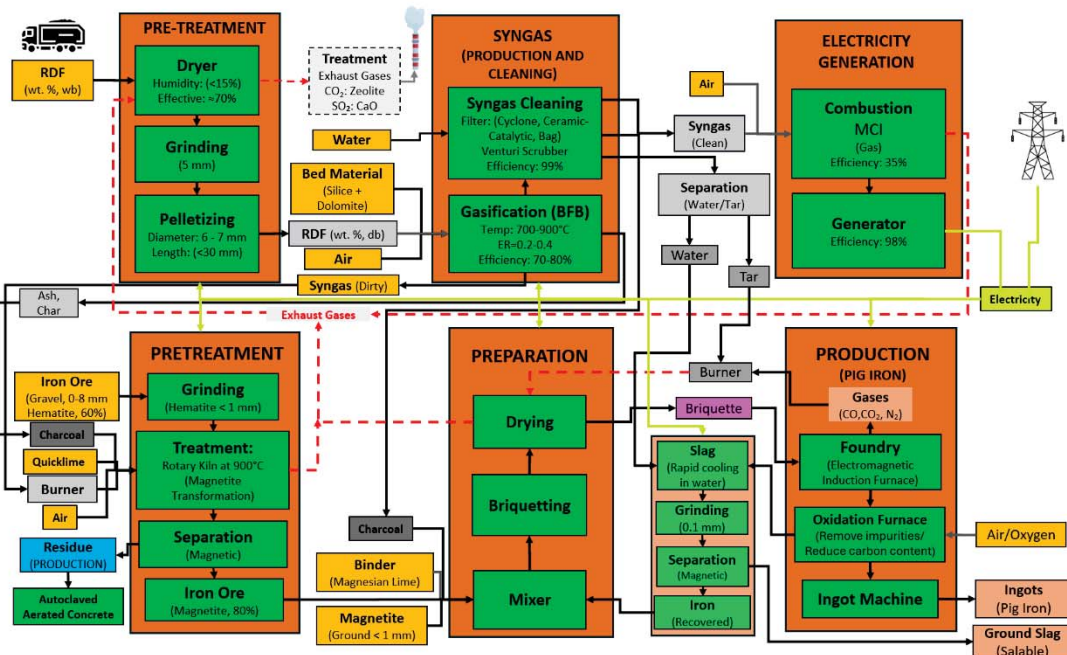 PRE-TREATMENT
RDF
(wt. %, wb)
Dryer
Humidity: (<15%)
Effective: ≈70%
Grinding
(5 mm)
Pelletizing
Diameter: 6 - 7 mm
Length: (<30 mm)
Treatment
Exhaust Gases
CO₂: Zeolite
SO₂: CaO
Water
Bed Material
(Silice +
Dolomite)
RDF (wt. %, db)
Air
Syngas (Dirty)
SYNGAS
(PRODUCTION AND
CLEANING)
Syngas Cleaning
Filter: (Cyclone, Ceramic-
Catalytic, Bag)
Venturi Scrubber
Efficiency: 99%
Gasification (BFB)
Temp: 700-900°C
ER=0.2-0.4
Efficiency: 70-80%
Air
Syngas
(Clean)
Separation
(Water/Tar)
Water
Tar
ELECTRICITY
GENERATION
Combustion
MCI
(Gas)
Efficiency: 35%
Generator
Efficiency: 98%
Electricity
Ash,
Char
Exhaust Gases
PRETREATMENT
Iron Ore
(Gravel, 0-8 mm
Hematite, 60%)
Charcoal
Quicklime
Burner
Air
Grinding
(Hematite < 1 mm)
Treatment:
Rotary Kiln at 900°C
(Magnetite
Transformation)
Separation
(Magnetic)
Iron Ore
(Magnetite, 80%)
Residue
(PRODUCTION)
Autoclaved
Aerated Concrete
Charcoal
Binder
(Magnesian Lime)
Magnetite
(Ground < 1 mm)
PREPARATION
Drying
Briquetting
Mixer
Burner
Briquette
Slag
(Rapid cooling
in water)
Grinding
(0.1 mm)
Separation
(Magnetic)
Iron
(Recovered)
PRODUCTION
(PIG IRON)
Gases
(CO,CO₂, N₂)
Foundry
(Electromagnetic
Induction Furnace)
Oxidation Furnace
(Remove impurities/
Reduce carbon content)
Ingot Machine
Air/Oxygen
Ingots
(Pig Iron)
Ground Slag
(Salable)